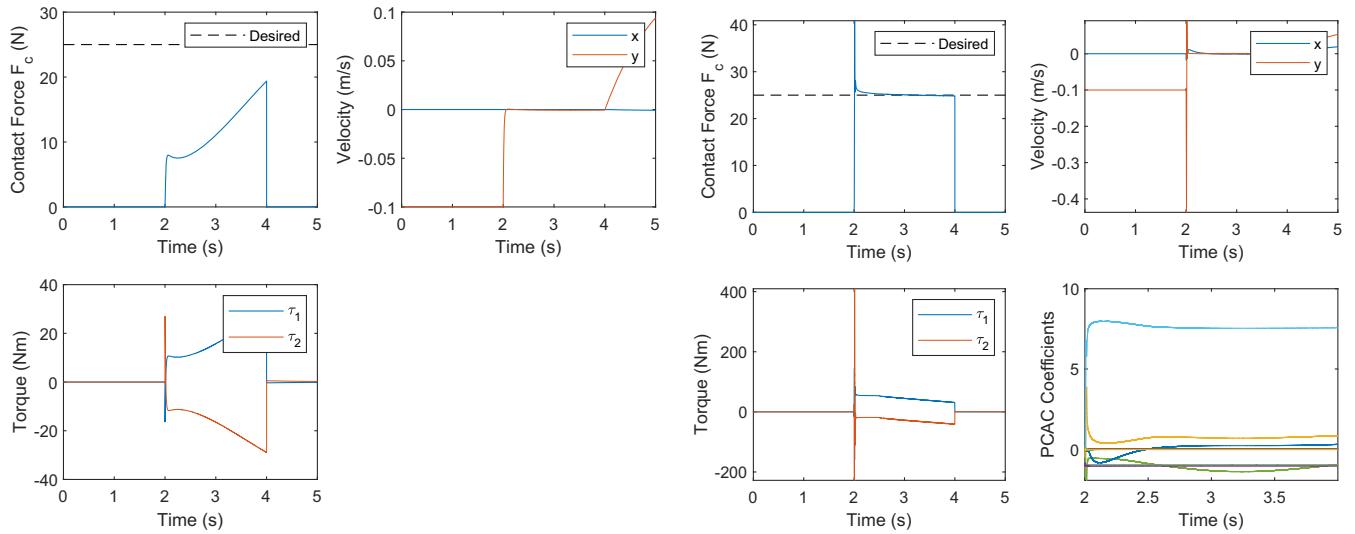 Contact Force F_c (N)
30
20
10
0
Desired
0 1 2 3 4 5
Time (s)
Velocity (m/s)
0.1
0.05
0
-0.05
-0.1
x
y
0 1 2 3 4 5
Time (s)
Contact Force F_c (N)
40
30
20
10
0
Desired
0 1 2 3 4 5
Time (s)
Velocity (m/s)
0
-0.1
-0.2
-0.3
-0.4
x
y
0 1 2 3 4 5
Time (s)
Torque (Nm)
40
20
0
-20
-40
τ_1
τ_2
0 1 2 3 4 5
Time (s)
Torque (Nm)
400
200
0
-200
τ_1
τ_2
0 1 2 3 4 5
Time (s)
PCAC Coefficients
10
5
0
2 2.5 3 3.5
Time (s)